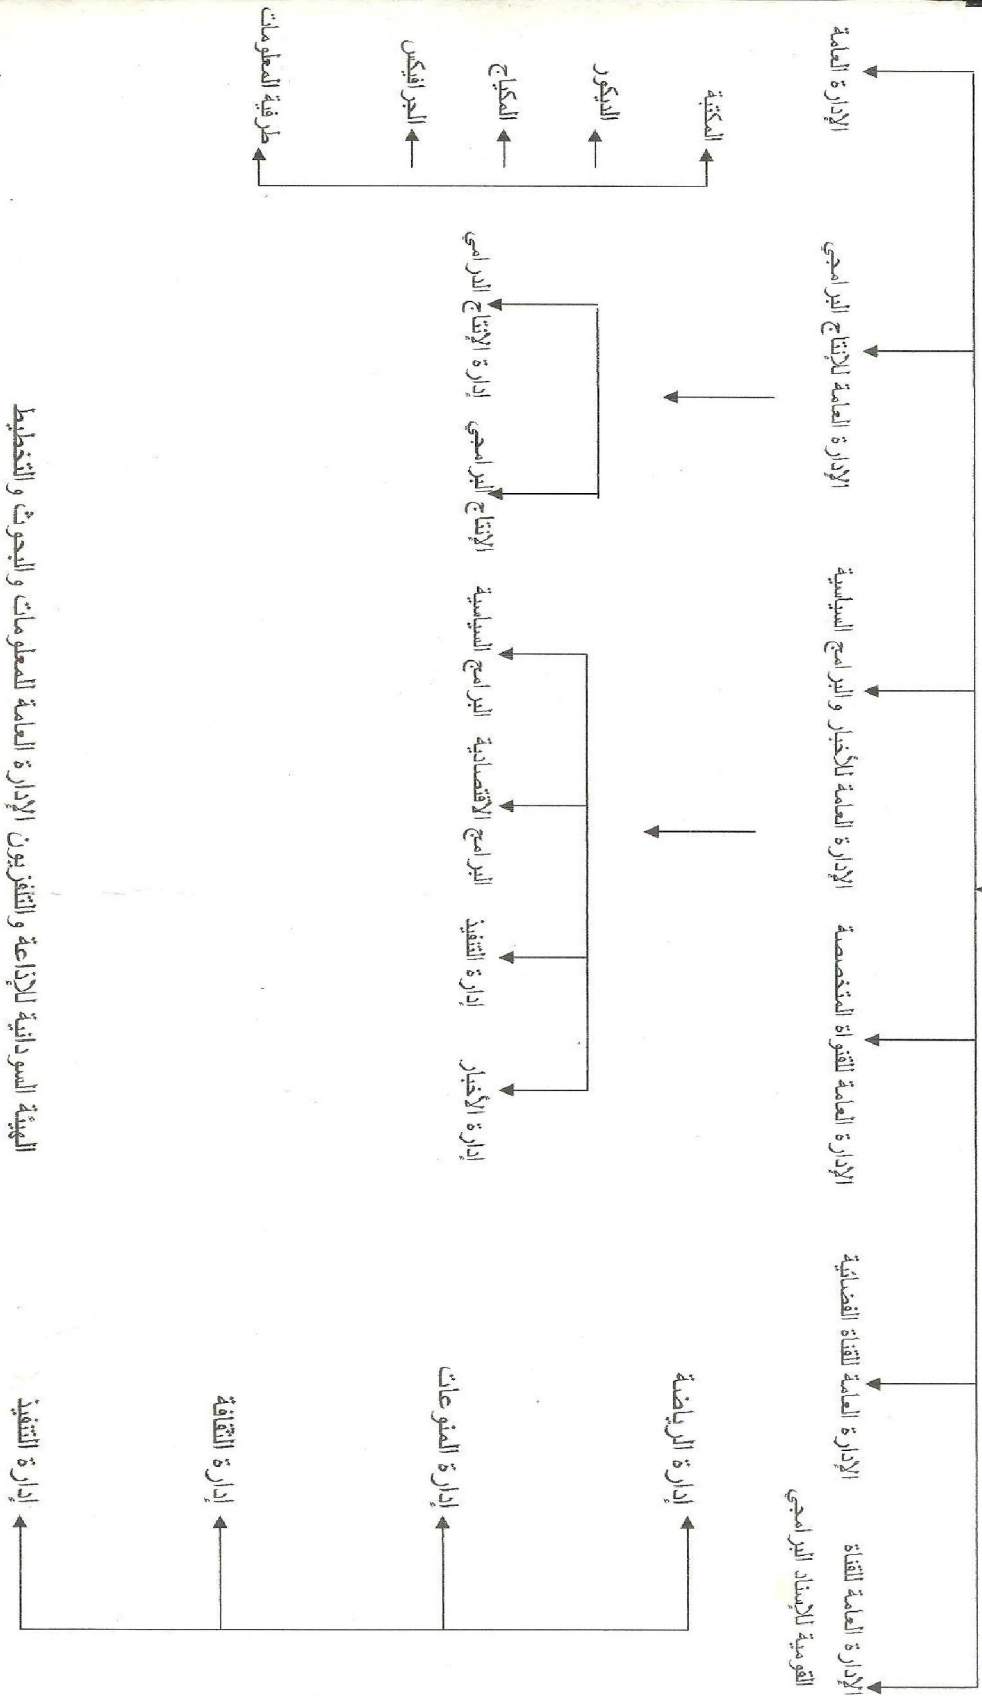 الإدارة العامة للقناة
القومية للإسناد البرامجي
الإدارة العامة للقناة الفضائية
الإدارة العامة للقنواة المتخصصة
الإدارة العامة للأخبار والبرامج السياسية
الإدارة العامة للإنتاج البرامجي
الإدارة العامة
إدارة الرياضة
إدارة المنوعات
إدارة الثقافة
إدارة التنفيذ
إدارة الأخبار
إدارة التنفيذ
البرامج الاقتصادية
البرامج السياسية
الإنتاج البرامجي
إدارة الإنتاج الدرامي
المكتبة
الديكور
المكياج
الجرافيكس
طرفية المعلومات
الهيئة السودانية للإذاعة والتلفزيون الإدارة العامة للمعلومات والبحوث والتخطيط